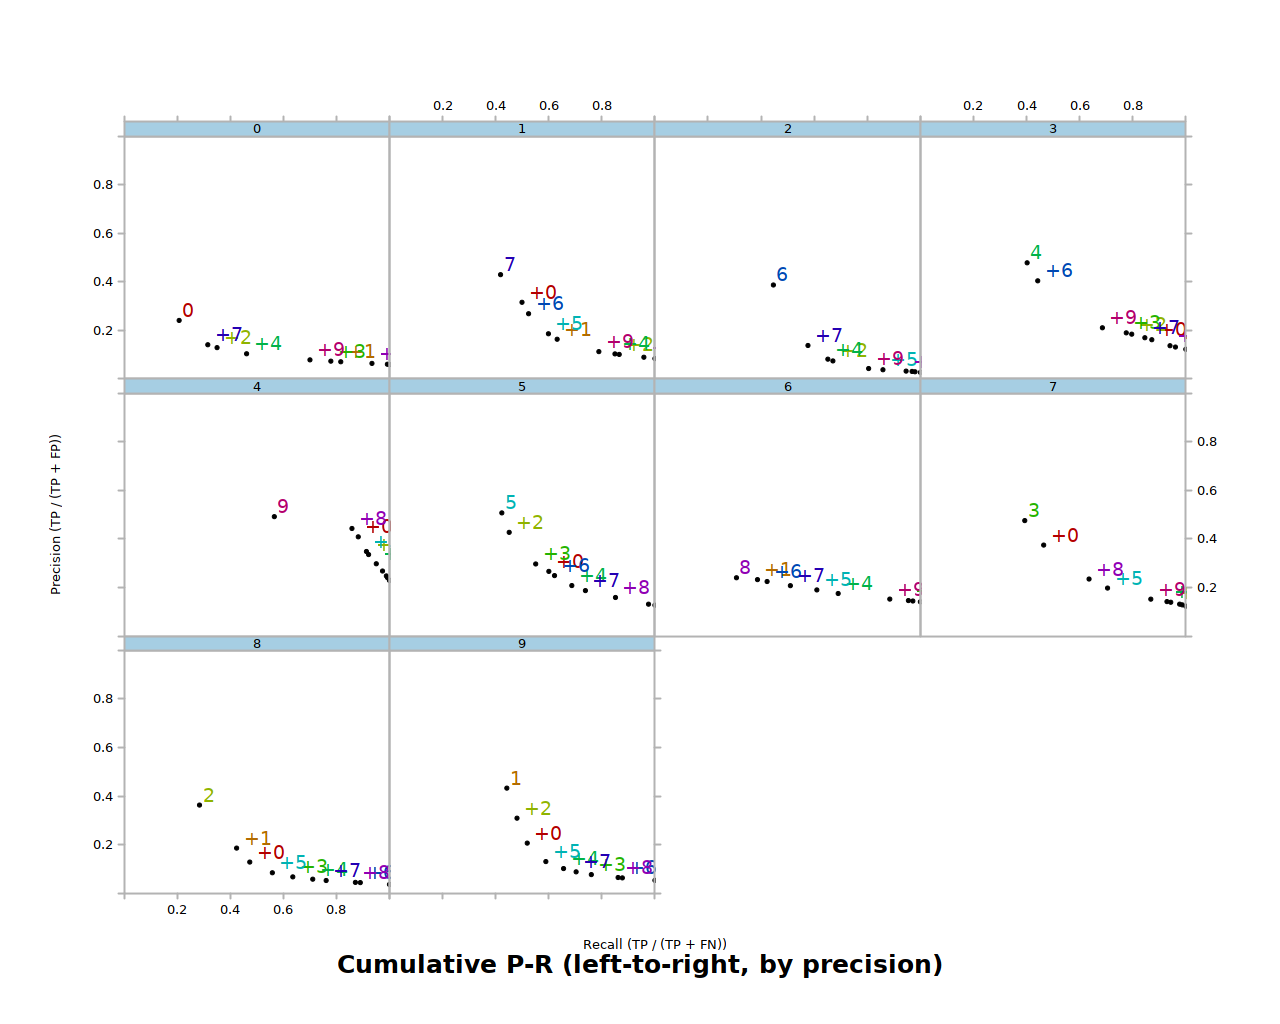 0.2 0.4 0.6 0.8 0.2 0.4 0.6 0.8
0 1 2 3
0.8
0.6
0.4
0.2
0 +7 +2 +4 +9 +3 +1
7 +0 +6 +5 +1 +9 +4 +2
6 +7 +4 +2 +9 +5
4 +6 +9 +3 +2 +7 +0
4 5 6 7
0.8
0.6
0.4
0.2
9 +8 +0
5 +2 +3 +0 +6 +4 +7 +8
8 +1 +6 +7 +5 +4 +9
3 +0 +8 +5 +9
8 9
0.8
0.6
0.4
0.2
2 +1 +0 +5 +3 +4 +7 +8
1 +2 +0 +5 +4 +7 +3 +8 +6
0.2 0.4 0.6 0.8
Precision (TP / (TP + FP))
Recall (TP / (TP + FN))
Cumulative P-R (left-to-right, by precision)